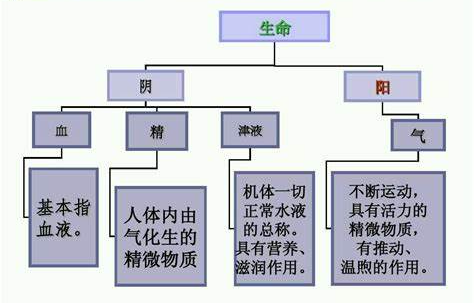 生命
阴
阳
血
精
津液
气
基本指
血液。
人体内由
气化生的
精微物质
机体一切
正常水液
的总称。
具有营养、
滋润作用。
不断运动，
具有活力的
精微物质，
有推动、
温煦的作用。